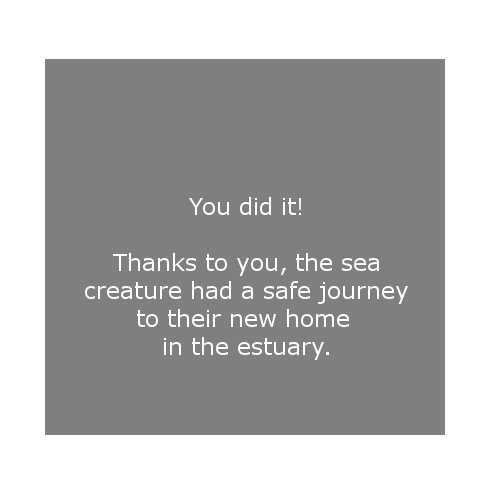 You did it!
Thanks to you, the sea
creature had a safe journey
to their new home
in the estuary.